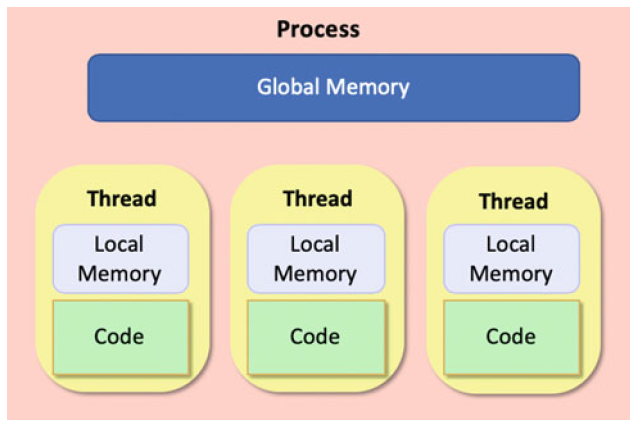 Process
Global Memory
Thread
Local
Memory
Code
Thread
Local
Memory
Code
Thread
Local
Memory
Code